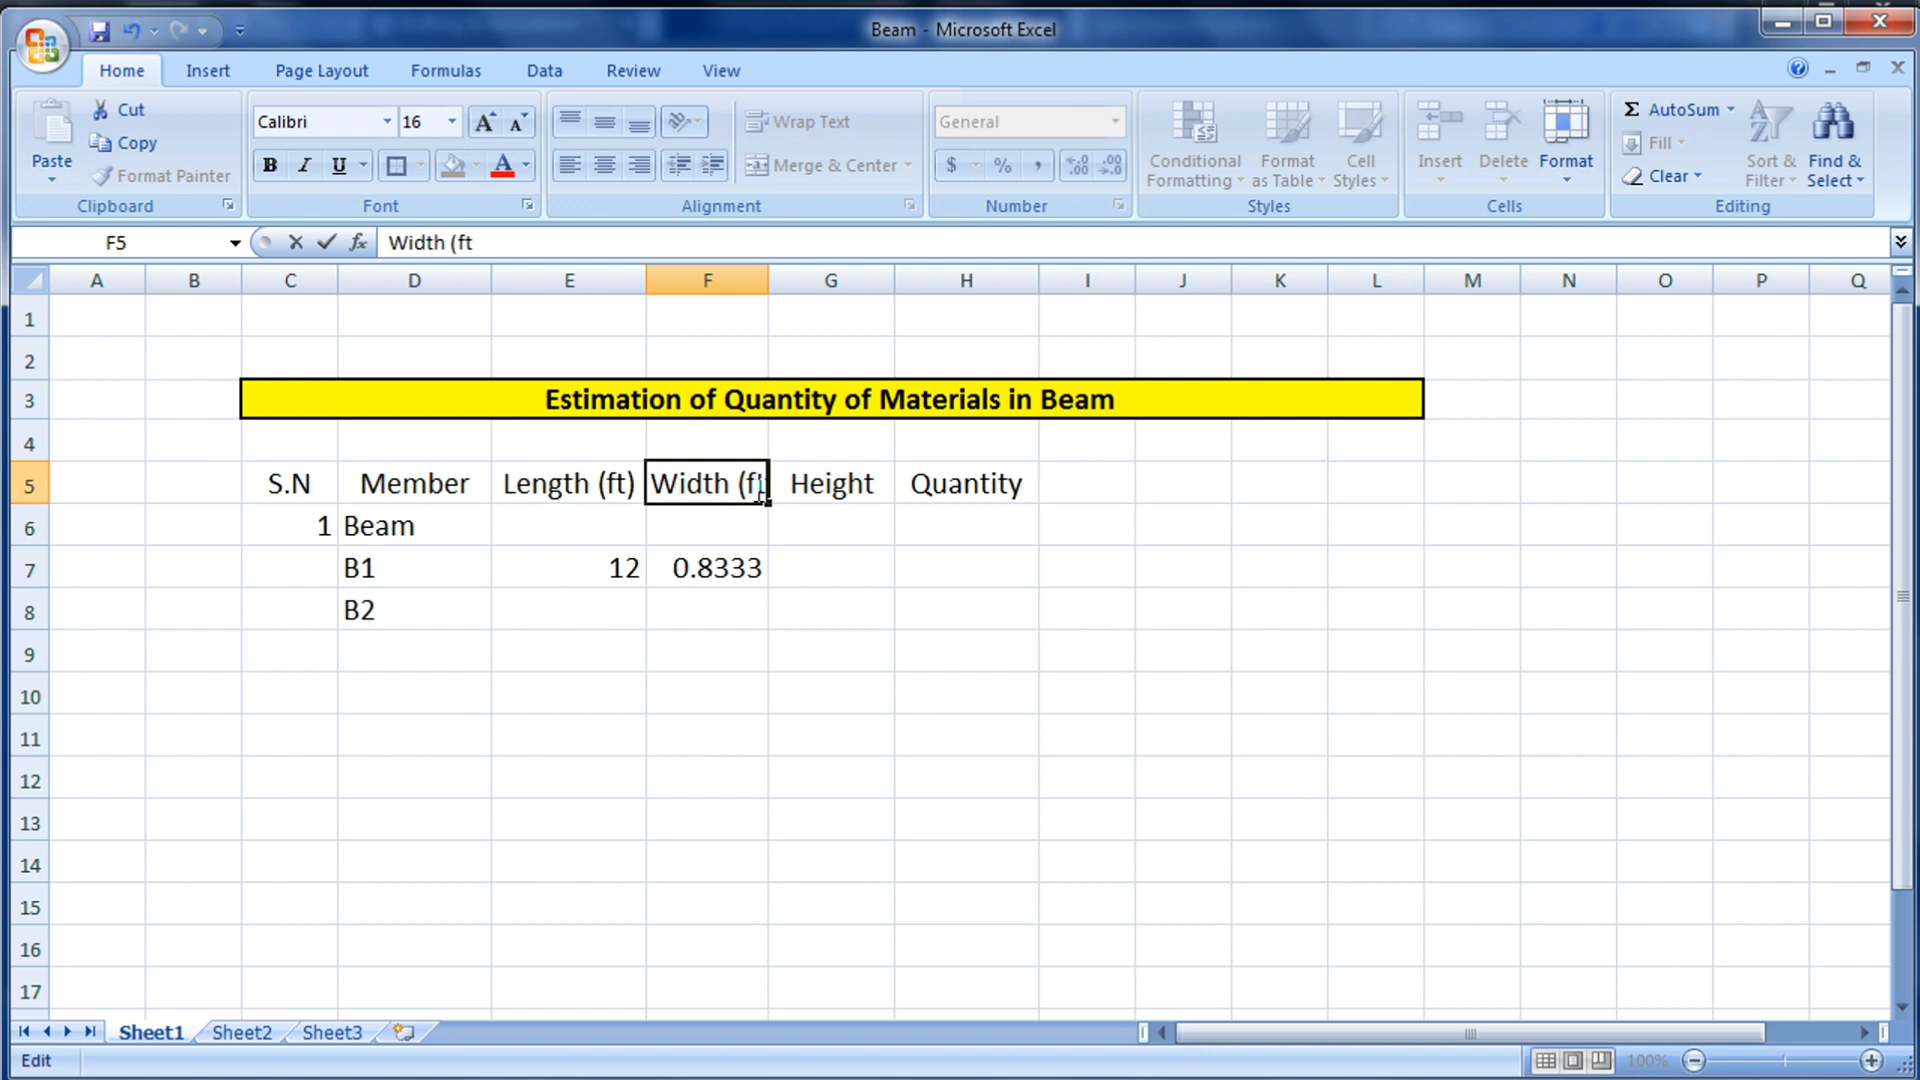 Beam - Microsoft Excel
Home Insert Page Layout Formulas Data Review View
Cut
Copy
Format Painter
Paste
Clipboard
Calibri 16
B I U A
Font
Wrap Text
Merge & Center
Alignment
General
$ % ,
Number
Conditional Formatting
Format as Table
Cell Styles
Styles
Insert Delete Format
Cells
Σ AutoSum
Fill
Clear
Sort & Filter
Find & Select
Editing
F5 fx Width (ft
A B C D E F G H I J K L M N O P Q
1
2
3 Estimation of Quantity of Materials in Beam
4
5 S.N Member Length (ft) Width (ft Height Quantity
6 1 Beam
7 B1 12 0.8333
8 B2
9
10
11
12
13
14
15
16
17
Sheet1 Sheet2 Sheet3
Edit 100%